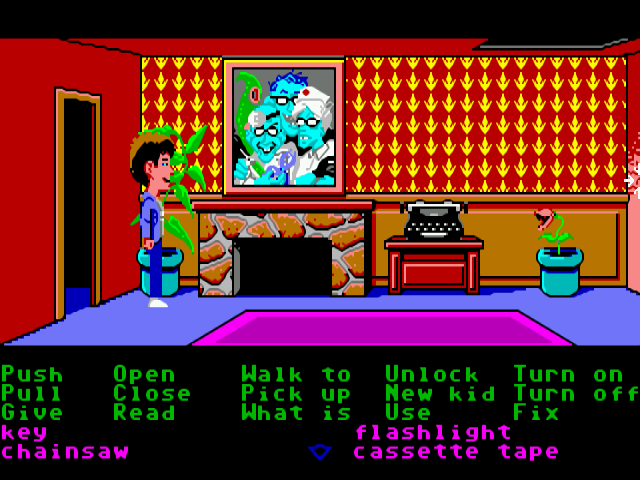 Push Open Walk to Unlock Turn on
Pull Close Pick up New kid Turn off
Give Read What is Use Fix
key flashlight
chainsaw cassette tape